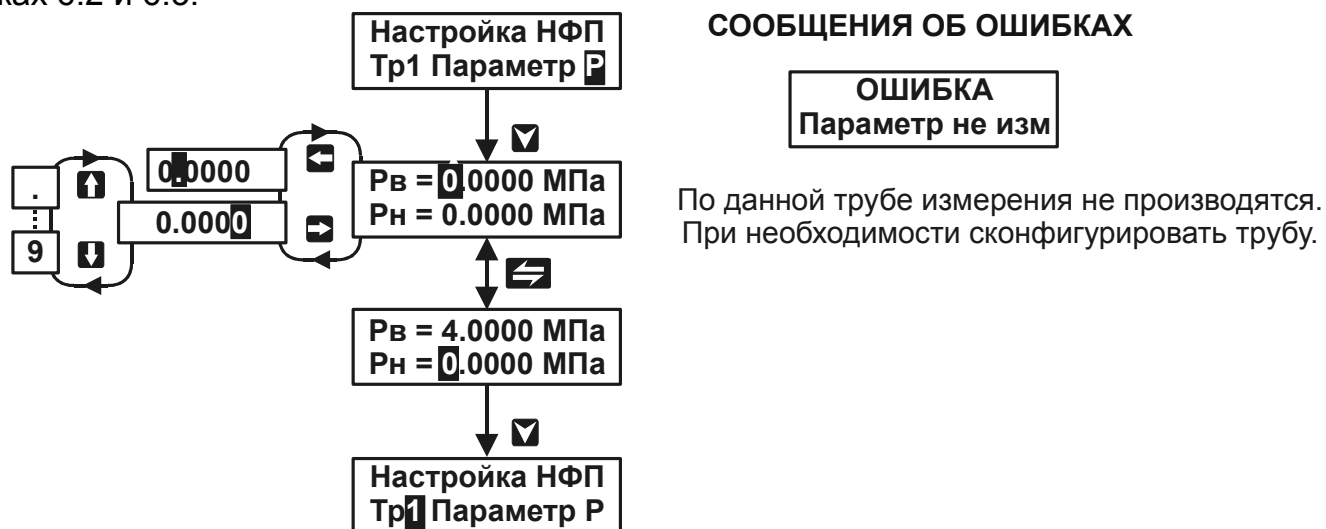 Настройка НФП
Тр1 Параметр Р
Рв = 0.0000 МПа
Рн = 0.0000 МПа
0.0000
0.0000
.
9
Рв = 4.0000 МПа
Рн = 0.0000 МПа
Настройка НФП
Тр1 Параметр Р
СООБЩЕНИЯ ОБ ОШИБКАХ
ОШИБКА
Параметр не изм
По данной трубе измерения не производятся.
При необходимости сконфигурировать трубу.